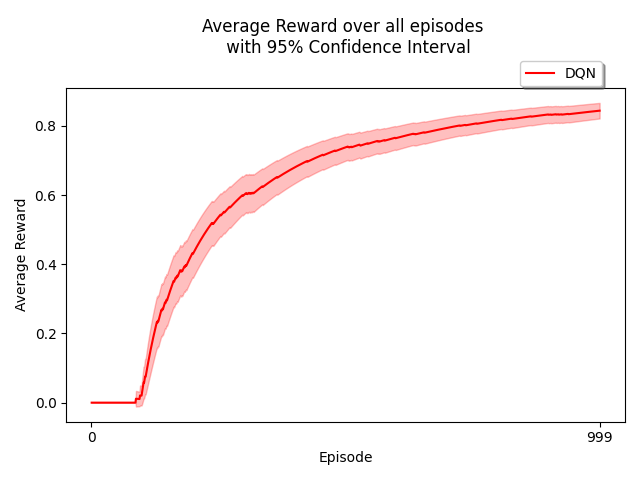 Average Reward over all episodes
with 95% Confidence Interval
DQN
0.8
0.6
0.4
0.2
0.0
Average Reward
0
999
Episode